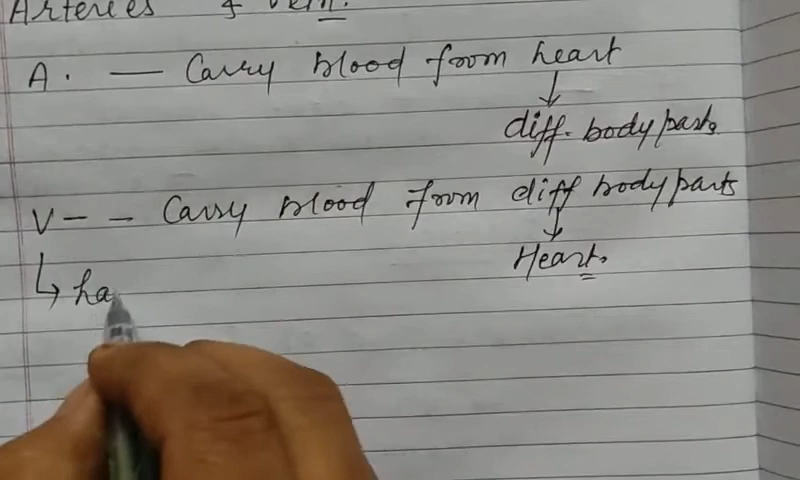 Arteries & Vein.
A. — Carry blood from heart
↓
diff. body parts
V - - Carry blood from diff body parts
↓
Heart.
↳ ha